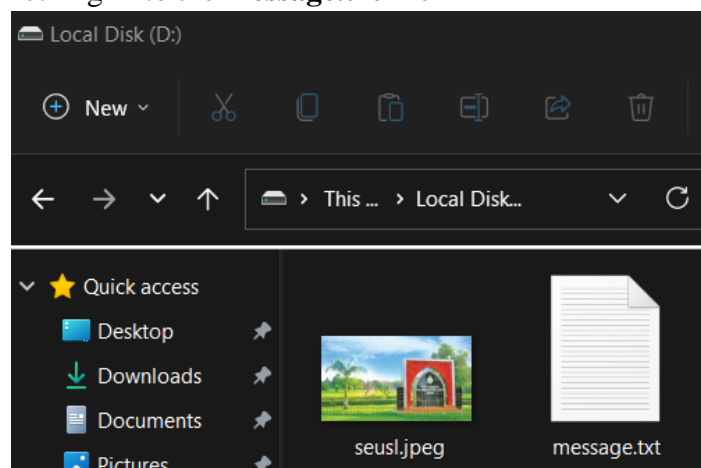 Local Disk (D:)
New
This ... > Local Disk...
Quick access
Desktop
Downloads
Documents
Pictures
seusl.jpeg
message.txt